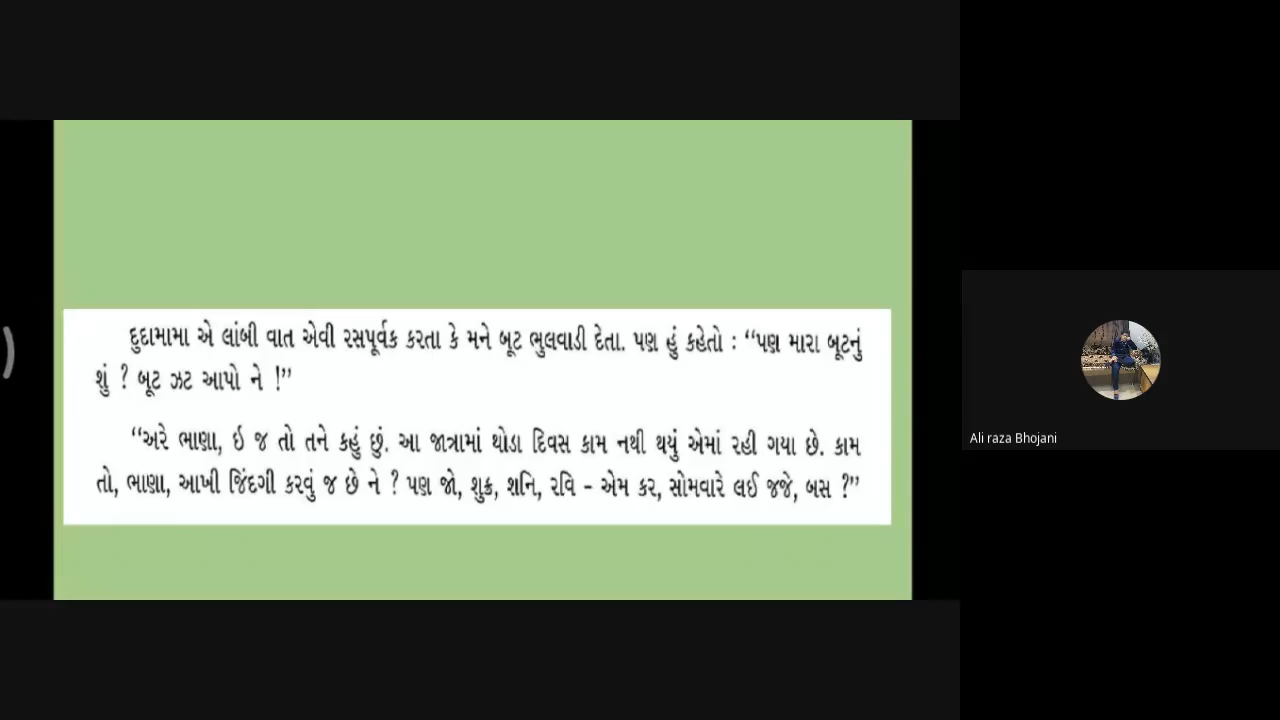 દુદામામા એ લાંબી વાત એવી રસપૂર્વક કરતા કે મને બૂટ ભુલવાડી દેતા. પણ હું કહેતો : “પણ મારા બૂટનું
શું ? બૂટ ઝટ આપો ને !”
“અરે ભાણા, ઇ જ તો તને કહું છું. આ જાત્રામાં થોડા દિવસ કામ નથી થયું એમાં રહી ગયા છે. કામ
તો, ભાણા, આખી જિંદગી કરવું જ છે ને ? પણ જો, શુક્ર, શનિ, રવિ – એમ કર, સોમવારે લઈ જજે, બસ ?”
Ali raza Bhojani